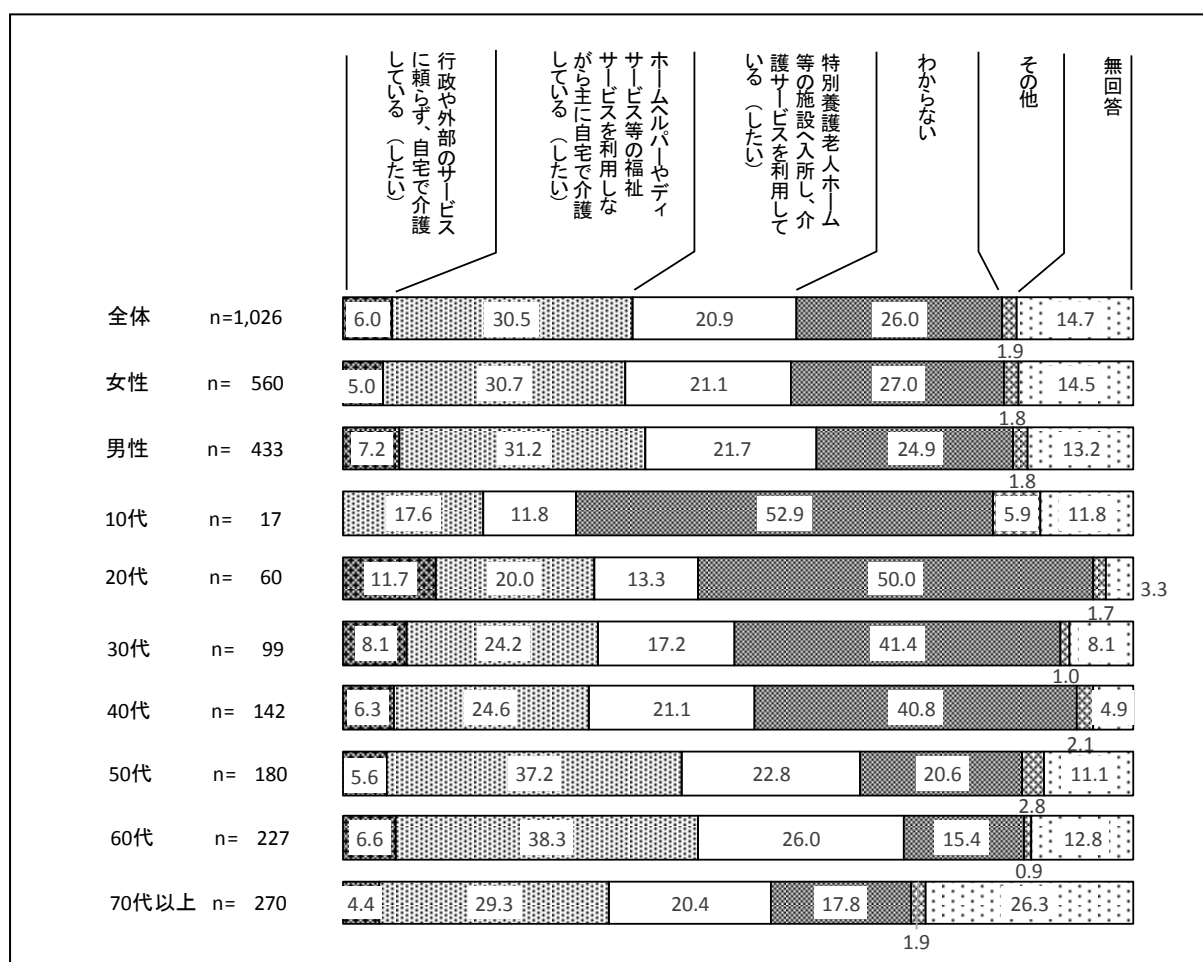 行政や外部のサービス
に頼らず、自宅で介護
している （したい）
ホームヘルパーやディ
サービス等の福祉
サービスを利用しな
がら主に自宅で介護
している （したい）
特別養護老人ホーム
等の施設へ入所し、介
護サービスを利用して
いる （したい）
わからない
その他
無回答
全体 n=1,026 6.0 30.5 20.9 26.0 1.9 14.7
女性 n= 560 5.0 30.7 21.1 27.0 1.8 14.5
男性 n= 433 7.2 31.2 21.7 24.9 1.8 13.2
10代 n= 17 17.6 11.8 52.9 5.9 11.8
20代 n= 60 11.7 20.0 13.3 50.0 1.7 3.3
30代 n= 99 8.1 24.2 17.2 41.4 1.0 8.1
40代 n= 142 6.3 24.6 21.1 40.8 2.1 4.9
50代 n= 180 5.6 37.2 22.8 20.6 2.8 11.1
60代 n= 227 6.6 38.3 26.0 15.4 0.9 12.8
70代以上 n= 270 4.4 29.3 20.4 17.8 1.9 26.3